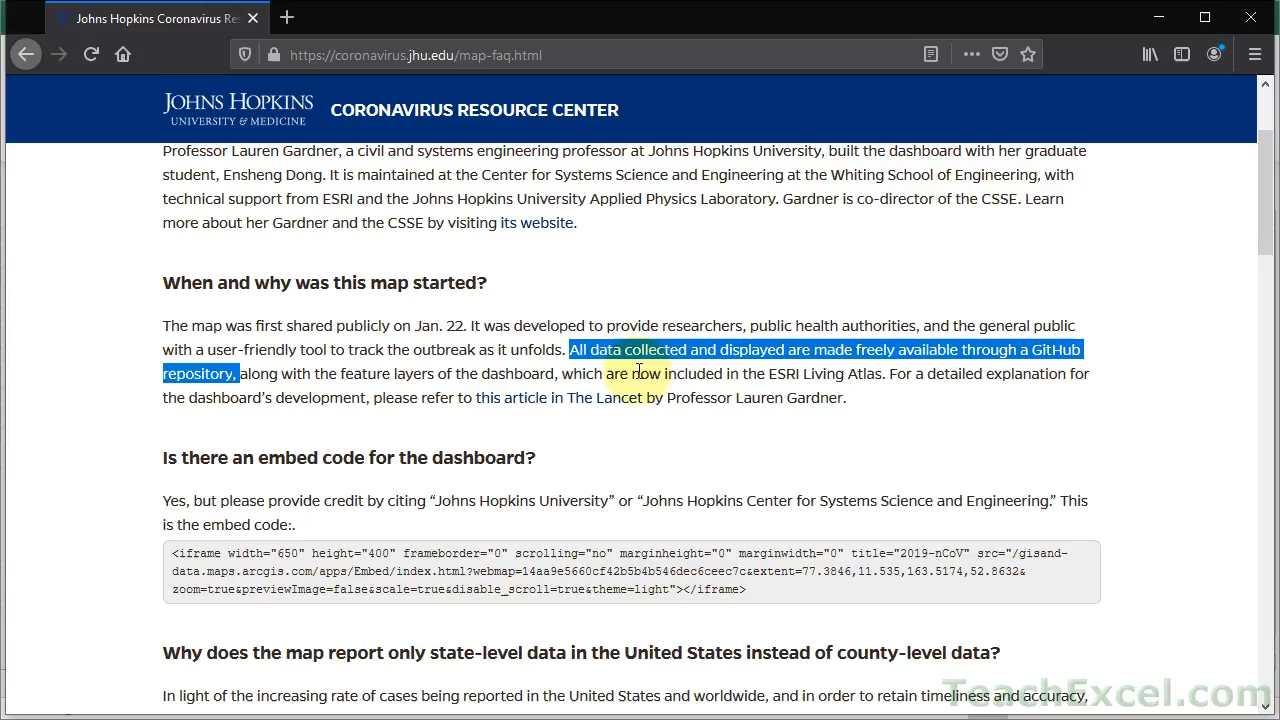 Johns Hopkins Coronavirus Re
https://coronavirus.jhu.edu/map-faq.html
JOHNS HOPKINS
UNIVERSITY & MEDICINE
CORONAVIRUS RESOURCE CENTER
Professor Lauren Gardner, a civil and systems engineering professor at Johns Hopkins University, built the dashboard with her graduate
student, Ensheng Dong. It is maintained at the Center for Systems Science and Engineering at the Whiting School of Engineering, with
technical support from ESRI and the Johns Hopkins University Applied Physics Laboratory. Gardner is co-director of the CSSE. Learn
more about her Gardner and the CSSE by visiting its website.
When and why was this map started?
The map was first shared publicly on Jan. 22. It was developed to provide researchers, public health authorities, and the general public
with a user-friendly tool to track the outbreak as it unfolds. All data collected and displayed are made freely available through a GitHub
repository, along with the feature layers of the dashboard, which are now included in the ESRI Living Atlas. For a detailed explanation for
the dashboard's development, please refer to this article in The Lancet by Professor Lauren Gardner.
Is there an embed code for the dashboard?
Yes, but please provide credit by citing “Johns Hopkins University” or “Johns Hopkins Center for Systems Science and Engineering.” This
is the embed code:.
<iframe width="650" height="400" frameborder="0" scrolling="no" marginheight="0" marginwidth="0" title="2019-nCoV" src="/gisand-
data.maps.arcgis.com/apps/Embed/index.html?webmap=14aa9e5660cf42b5b4b546dec6ceec7c&extent=77.3846,11.535,163.5174,52.8632&
zoom=true&previewImage=false&scale=true&disable_scroll=true&theme=light"></iframe>
Why does the map report only state-level data in the United States instead of county-level data?
In light of the increasing rate of cases being reported in the United States and worldwide, and in order to retain timeliness and accuracy,
TeachExcel.com